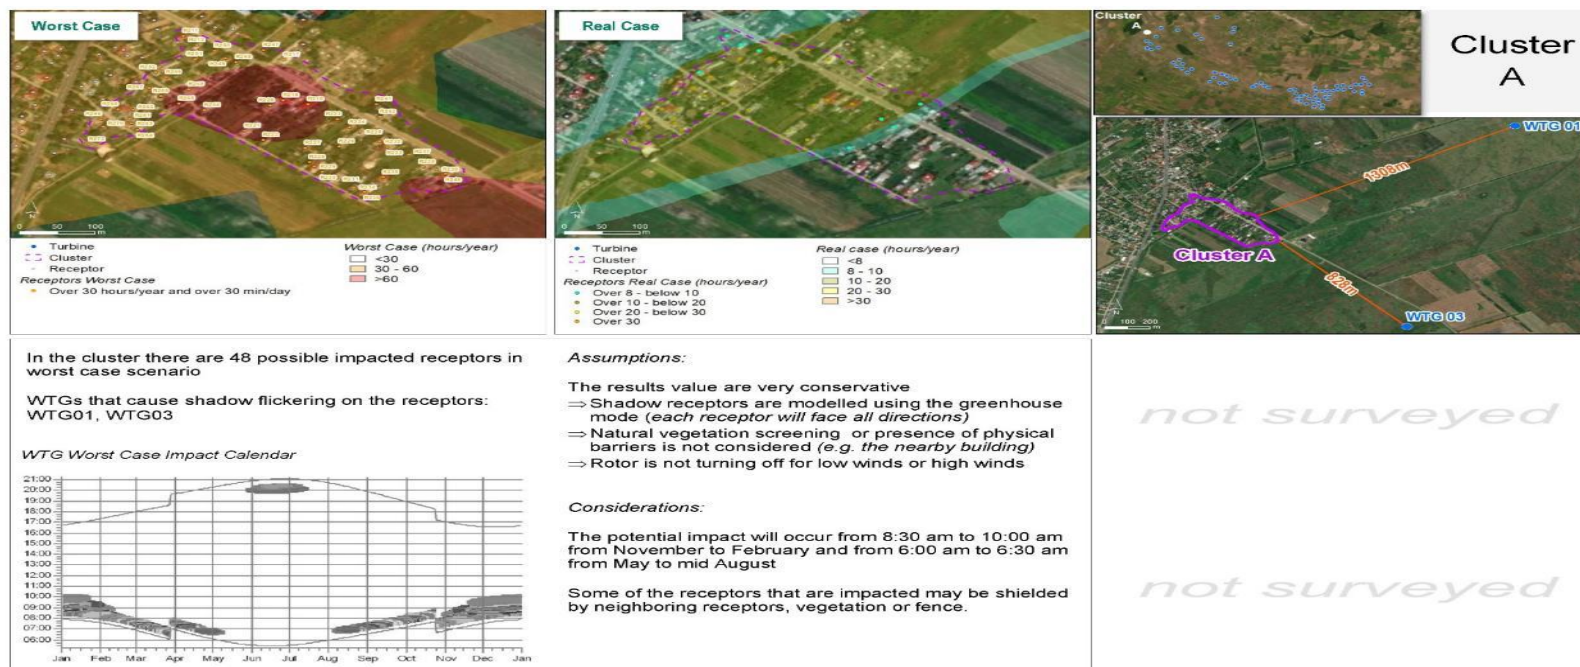 Worst Case
Real Case
Cluster
A
Cluster
A
WTG 01
1308m
Cluster A
828m
WTG 03
0 50 100
m
0 50 100
m
0 100 200
m
Turbine
Cluster
Receptor
Receptors Worst Case
Over 30 hours/year and over 30 min/day
Worst Case (hours/year)
<30
30 - 60
>60
Turbine
Cluster
Receptor
Receptors Real Case (hours/year)
Over 8 - below 10
Over 10 - below 20
Over 20 - below 30
Over 30
Real case (hours/year)
<8
8 - 10
10 - 20
20 - 30
>30
In the cluster there are 48 possible impacted receptors in
worst case scenario
WTGs that cause shadow flickering on the receptors:
WTG01, WTG03
WTG Worst Case Impact Calendar
21:00
20:00
19:00
18:00
17:00
16:00
15:00
14:00
13:00
12:00
11:00
10:00
09:00
08:00
07:00
06:00
Jan Feb Mar Apr May Jun Jul Aug Sep Oct Nov Dec Jan
Assumptions:
The results value are very conservative
⇒ Shadow receptors are modelled using the greenhouse
mode (each receptor will face all directions)
⇒ Natural vegetation screening or presence of physical
barriers is not considered (e.g. the nearby building)
⇒ Rotor is not turning off for low winds or high winds
Considerations:
The potential impact will occur from 8:30 am to 10:00 am
from November to February and from 6:00 am to 6:30 am
from May to mid August
Some of the receptors that are impacted may be shielded
by neighboring receptors, vegetation or fence.
not surveyed
not surveyed